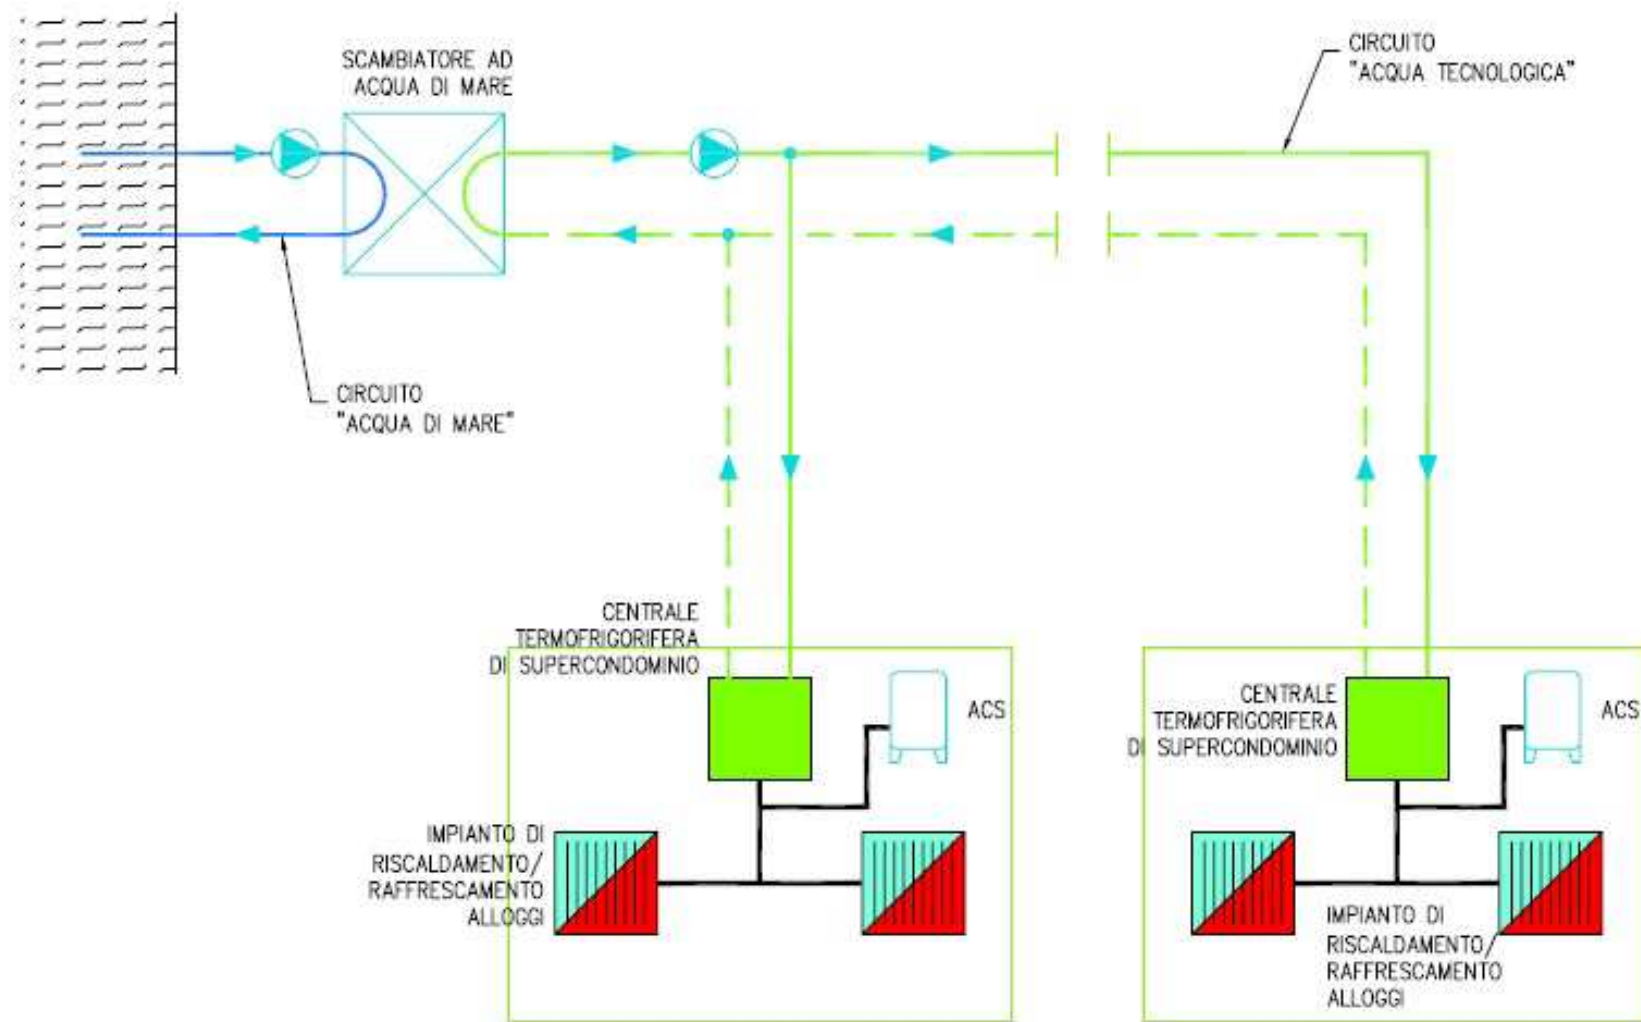 SCAMBIATORE AD
ACQUA DI MARE
CIRCUITO
"ACQUA TECNOLOGICA"
CIRCUITO
"ACQUA DI MARE"
CENTRALE
TERMOFRIGORIFERA
DI SUPERCONDOMINIO
ACS
IMPIANTO DI
RISCALDAMENTO/
RAFFRESCAMENTO
ALLOGGI
CENTRALE
TERMOFRIGORIFERA
DI SUPERCONDOMINIO
ACS
IMPIANTO DI
RISCALDAMENTO/
RAFFRESCAMENTO
ALLOGGI